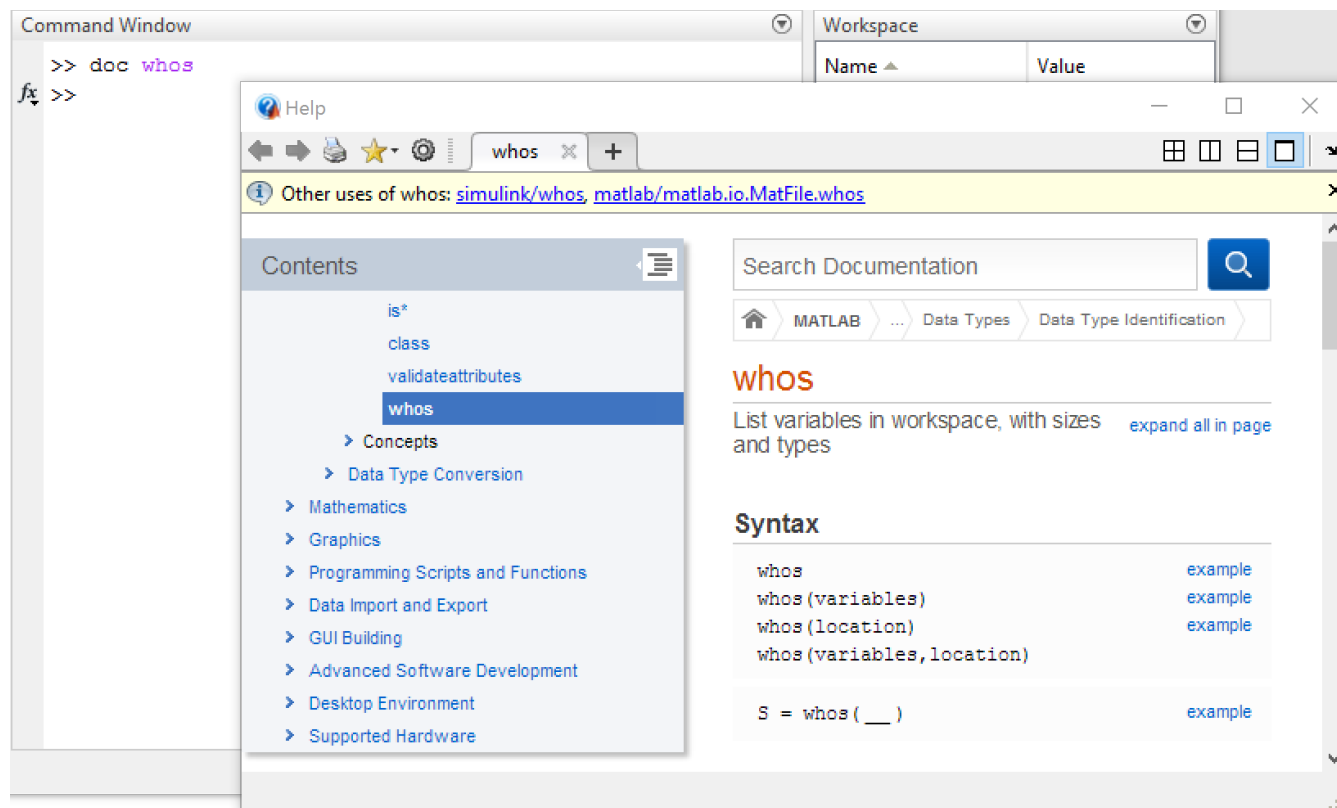 Command Window
>> doc whos
fx >>
Workspace
Name
Value
Help
whos
Other uses of whos: simulink/whos, matlab/matlab.io.MatFile.whos
Contents
is*
class
validateattributes
whos
Concepts
Data Type Conversion
Mathematics
Graphics
Programming Scripts and Functions
Data Import and Export
GUI Building
Advanced Software Development
Desktop Environment
Supported Hardware
Search Documentation
MATLAB ... Data Types Data Type Identification
whos
List variables in workspace, with sizes
and types
expand all in page
Syntax
whos example
whos(variables) example
whos(location) example
whos(variables,location)
S = whos(__) example